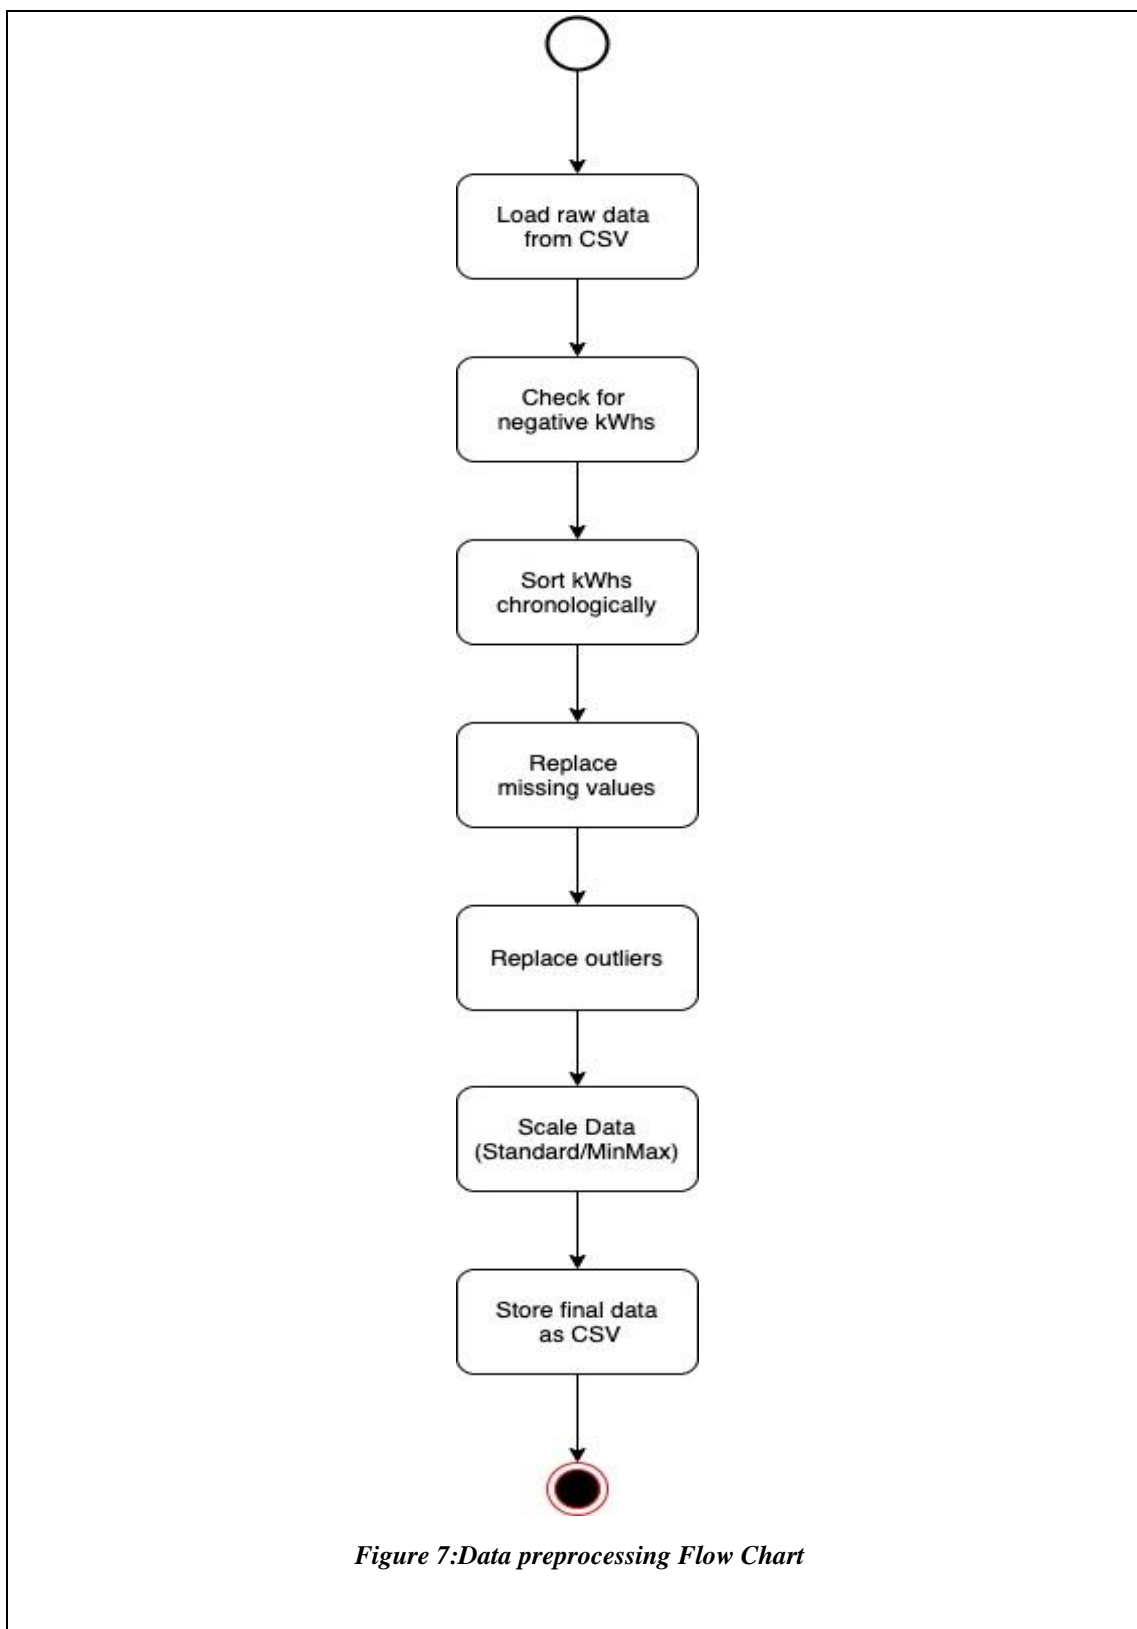 Load raw data
from CSV
Check for
negative kWhs
Sort kWhs
chronologically
Replace
missing values
Replace outliers
Scale Data
(Standard/MinMax)
Store final data
as CSV
Figure 7:Data preprocessing Flow Chart